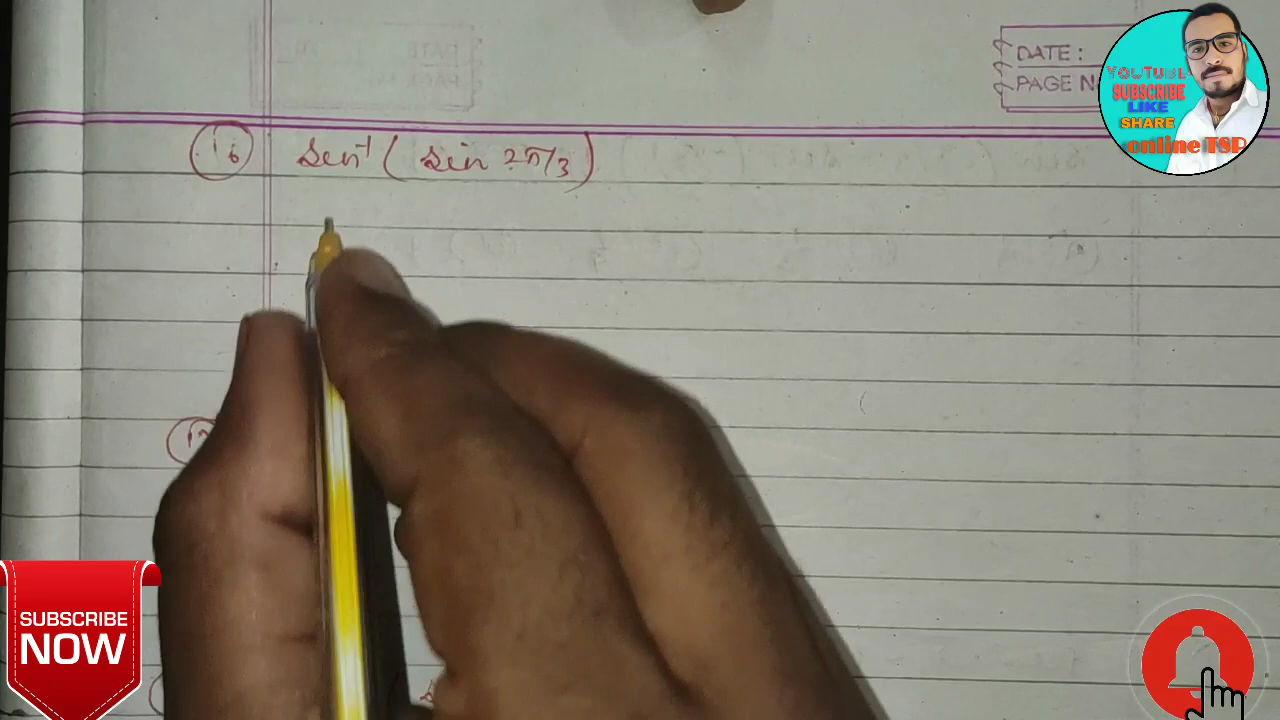 DATE :
PAGE N
YOUTUBE
SUBSCRIBE
LIKE
SHARE
online TSP
16 sin⁻¹ ( sin 2π/3 )
SUBSCRIBE
NOW